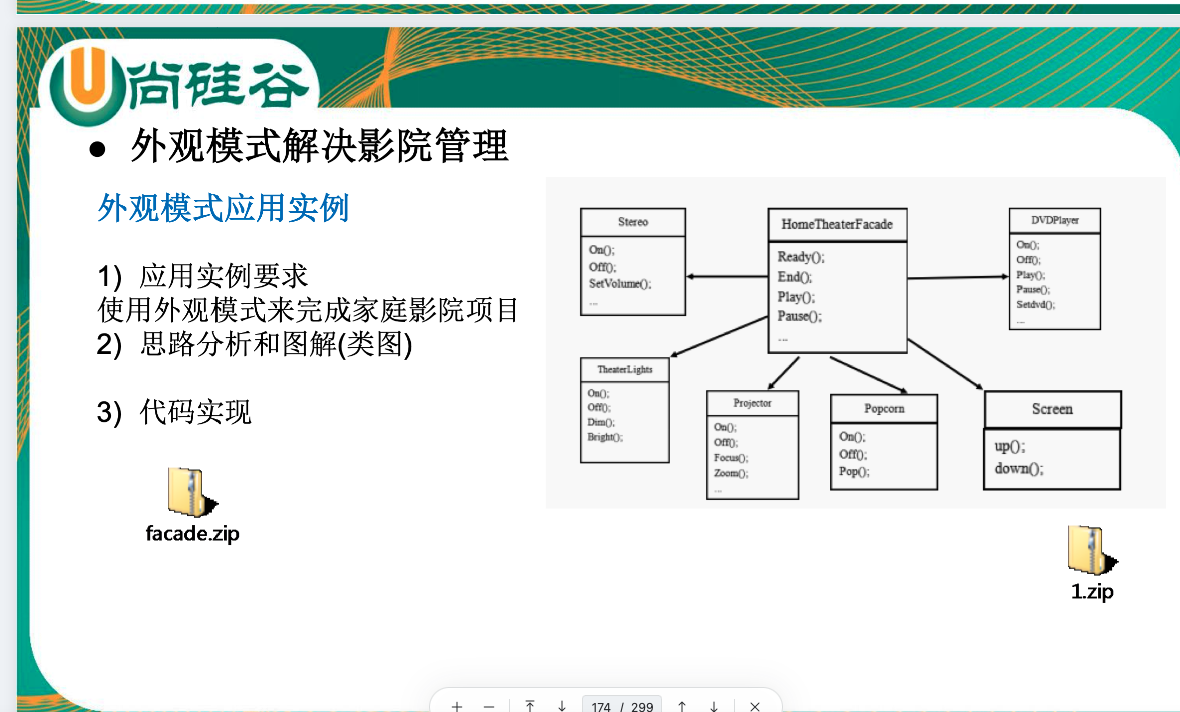 尚硅谷
● 外观模式解决影院管理
外观模式应用实例
1) 应用实例要求
使用外观模式来完成家庭影院项目
2) 思路分析和图解(类图)
3) 代码实现
facade.zip
Stereo
On();
Off();
SetVolume();
...
HomeTheaterFacade
Ready();
End();
Play();
Pause();
...
DVDPlayer
On();
Off();
Play();
Pause();
Setdvd();
...
TheaterLights
On();
Off();
Dim();
Bright();
Projector
On();
Off();
Focus();
Zoom();
...
Popcorn
On();
Off();
Pop();
Screen
up();
down();
1.zip
174 / 299